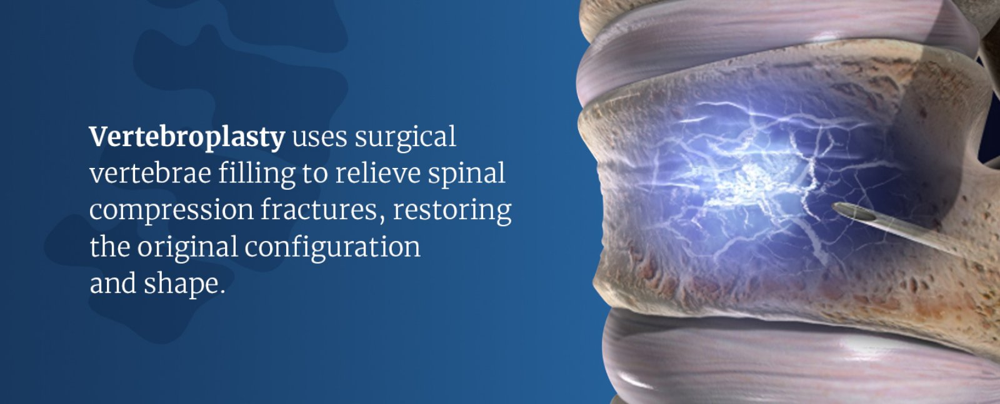 Vertebroplasty uses surgical
vertebrae filling to relieve spinal
compression fractures, restoring
the original configuration
and shape.